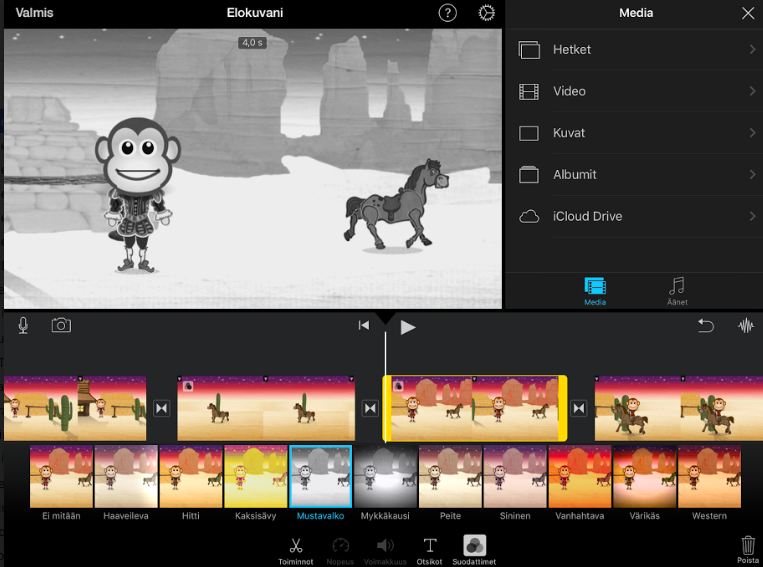 Valmis
Elokuvani
?
Media
4,0 s
Hetket
Video
Kuvat
Albumit
iCloud Drive
Media
Äänet
Ei mitään
Haaveileva
Hitti
Kaksisävy
Mustavalko
Mykkäkausi
Peite
Sininen
Vanhahtava
Värikäs
Western
Toiminnot
Nopeus
Voimakkuus
Otsikot
Suodattimet
Poista